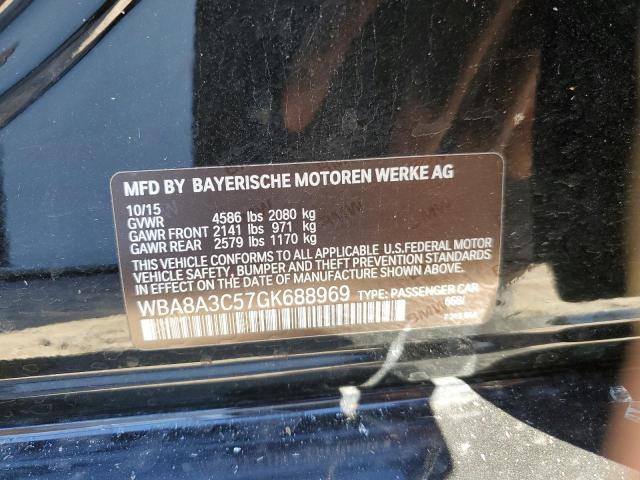 MFD BY BAYERISCHE MOTOREN WERKE AG
10/15
GVWR 4586 lbs 2080 kg
GAWR FRONT 2141 lbs 971 kg
GAWR REAR 2579 lbs 1170 kg
THIS VEHICLE CONFORMS TO ALL APPLICABLE U.S.FEDERAL MOTOR
VEHICLE SAFETY, BUMPER AND THEFT PREVENTION STANDARDS
IN EFFECT ON THE DATE OF MANUFACTURE SHOWN ABOVE.
WBA8A3C57GK688969 TYPE: PASSENGER CAR
668/